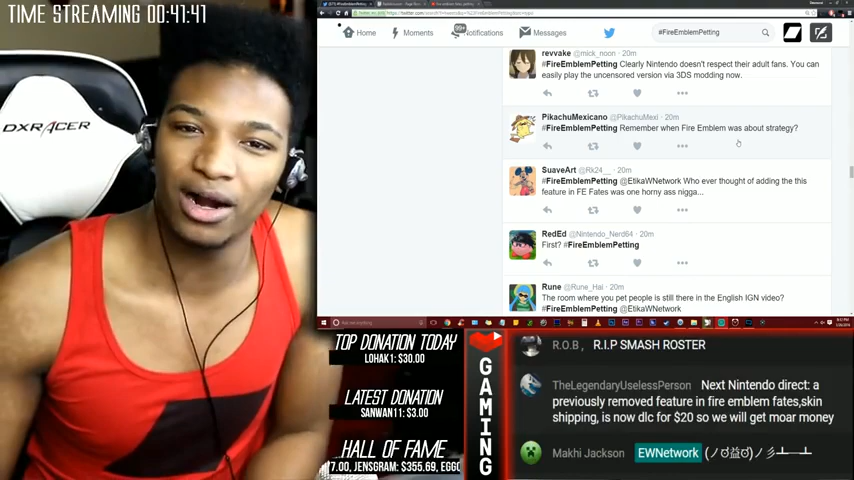 TIME STREAMING 00:41:41
DXRACER
Home
Moments
99+
Notifications
Messages
#FireEmblemPetting
revvake @mick_noon · 20m
#FireEmblemPetting Clearly Nintendo doesn't respect their adult fans. You can
easily play the uncensored version via 3DS modding now.
PikachuMexicano @PikachuMexi · 20m
#FireEmblemPetting Remember when Fire Emblem was about strategy?
SuaveArt @Rk24__ · 20m
#FireEmblemPetting @EtikaWNetwork Who ever thought of adding the this
feature in FE Fates was one horny ass nigga...
RedEd @Nintendo_Nerd64 · 20m
First? #FireEmblemPetting
Rune @Rune_Hai · 20m
The room where you pet people is still there in the English IGN video?
#FireEmblemPetting @EtikaWNetwork
TOP DONATION TODAY
LOHAK1: $30.00
LATEST DONATION
SANWAN11: $3.00
HALL OF FAME
7.00, JENSGRAM: $355.69, EGGO
GAMING
R.O.B. R.I.P SMASH ROSTER
TheLegendaryUselessPerson Next Nintendo direct: a
previously removed feature in fire emblem fates,skin
shipping, is now dlc for $20 so we will get moar money
Makhi Jackson EWNetwork (ノಠ益ಠ)ノ彡┻━┻